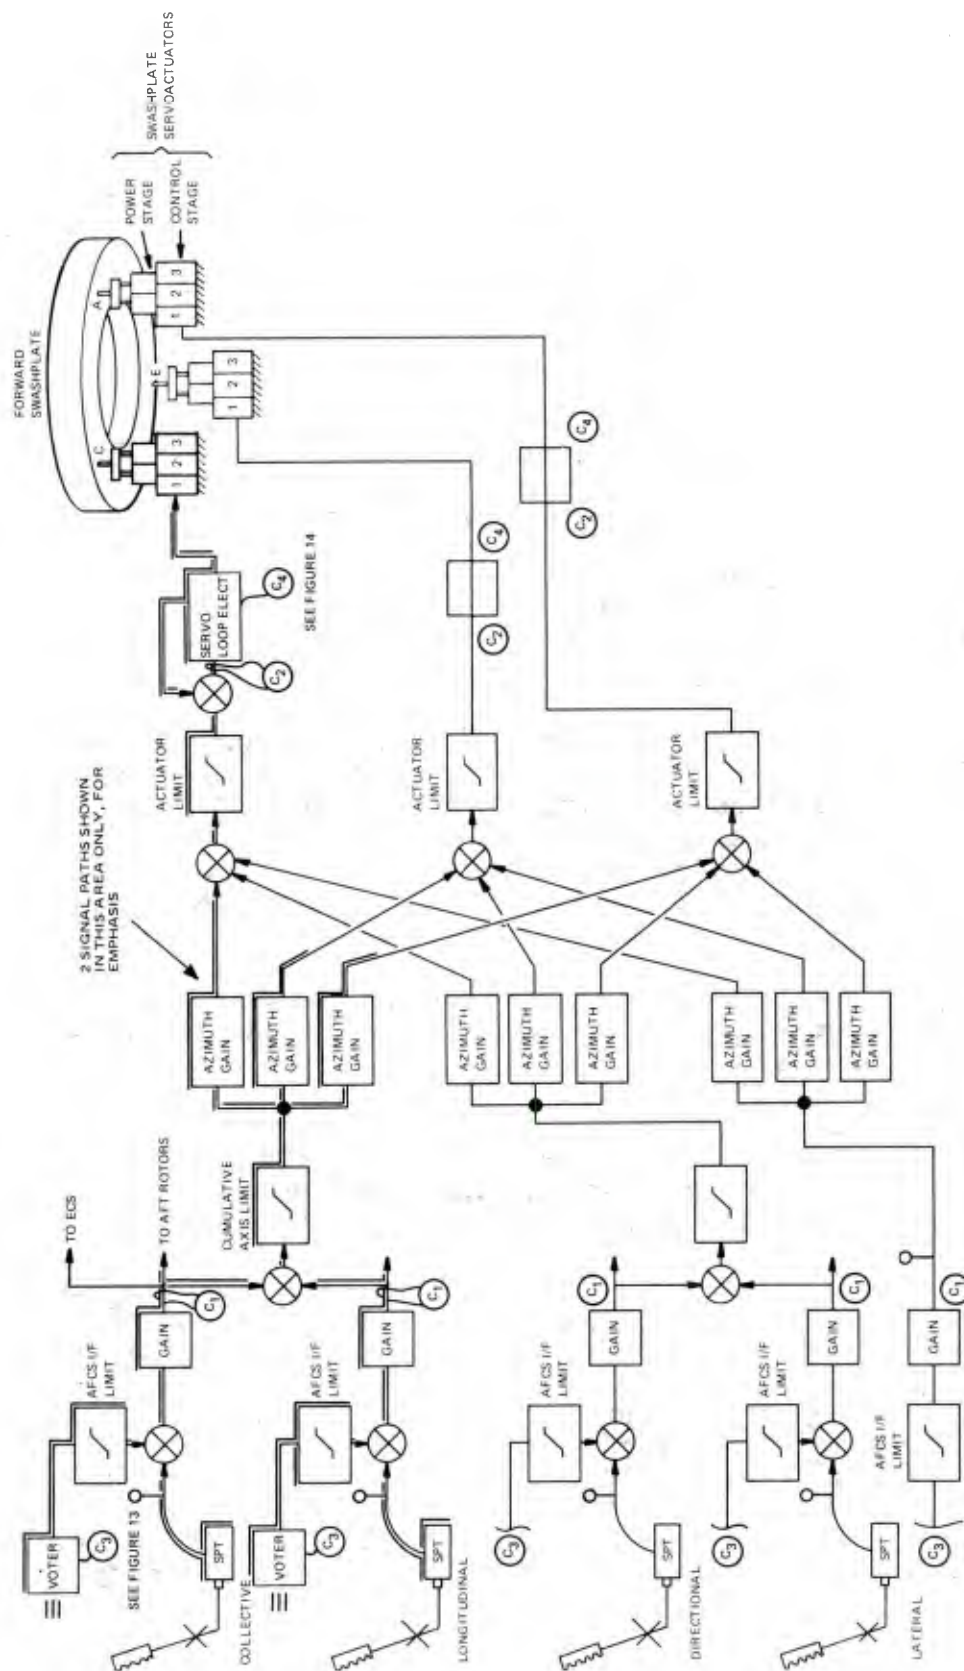 COLLECTIVE
SEE FIGURE 13
VOTER
C3
SPT
AFCS I/F
LIMIT
GAIN
C1
TO ECS
TO AFT ROTORS
LONGITUDINAL
VOTER
C3
SPT
AFCS I/F
LIMIT
GAIN
C1
CUMULATIVE
AXIS LIMIT
AZIMUTH
GAIN
AZIMUTH
GAIN
AZIMUTH
GAIN
2 SIGNAL PATHS SHOWN
IN THIS AREA ONLY, FOR
EMPHASIS
ACTUATOR
LIMIT
C2
SERVO
LOOP ELECT
C4
SEE FIGURE 14
FORWARD
SWASHPLATE
C
1 2 3
E
1 2 3
A
1 2 3
POWER
STAGE
CONTROL
STAGE
SWASHPLATE
SERVOACTUATORS
DIRECTIONAL
C3
SPT
AFCS I/F
LIMIT
GAIN
C1
AZIMUTH
GAIN
AZIMUTH
GAIN
AZIMUTH
GAIN
ACTUATOR
LIMIT
C2
C4
LATERAL
C3
SPT
AFCS I/F
LIMIT
GAIN
C1
C3
AFCS I/F
LIMIT
GAIN
C1
AZIMUTH
GAIN
AZIMUTH
GAIN
AZIMUTH
GAIN
ACTUATOR
LIMIT
C2
C4